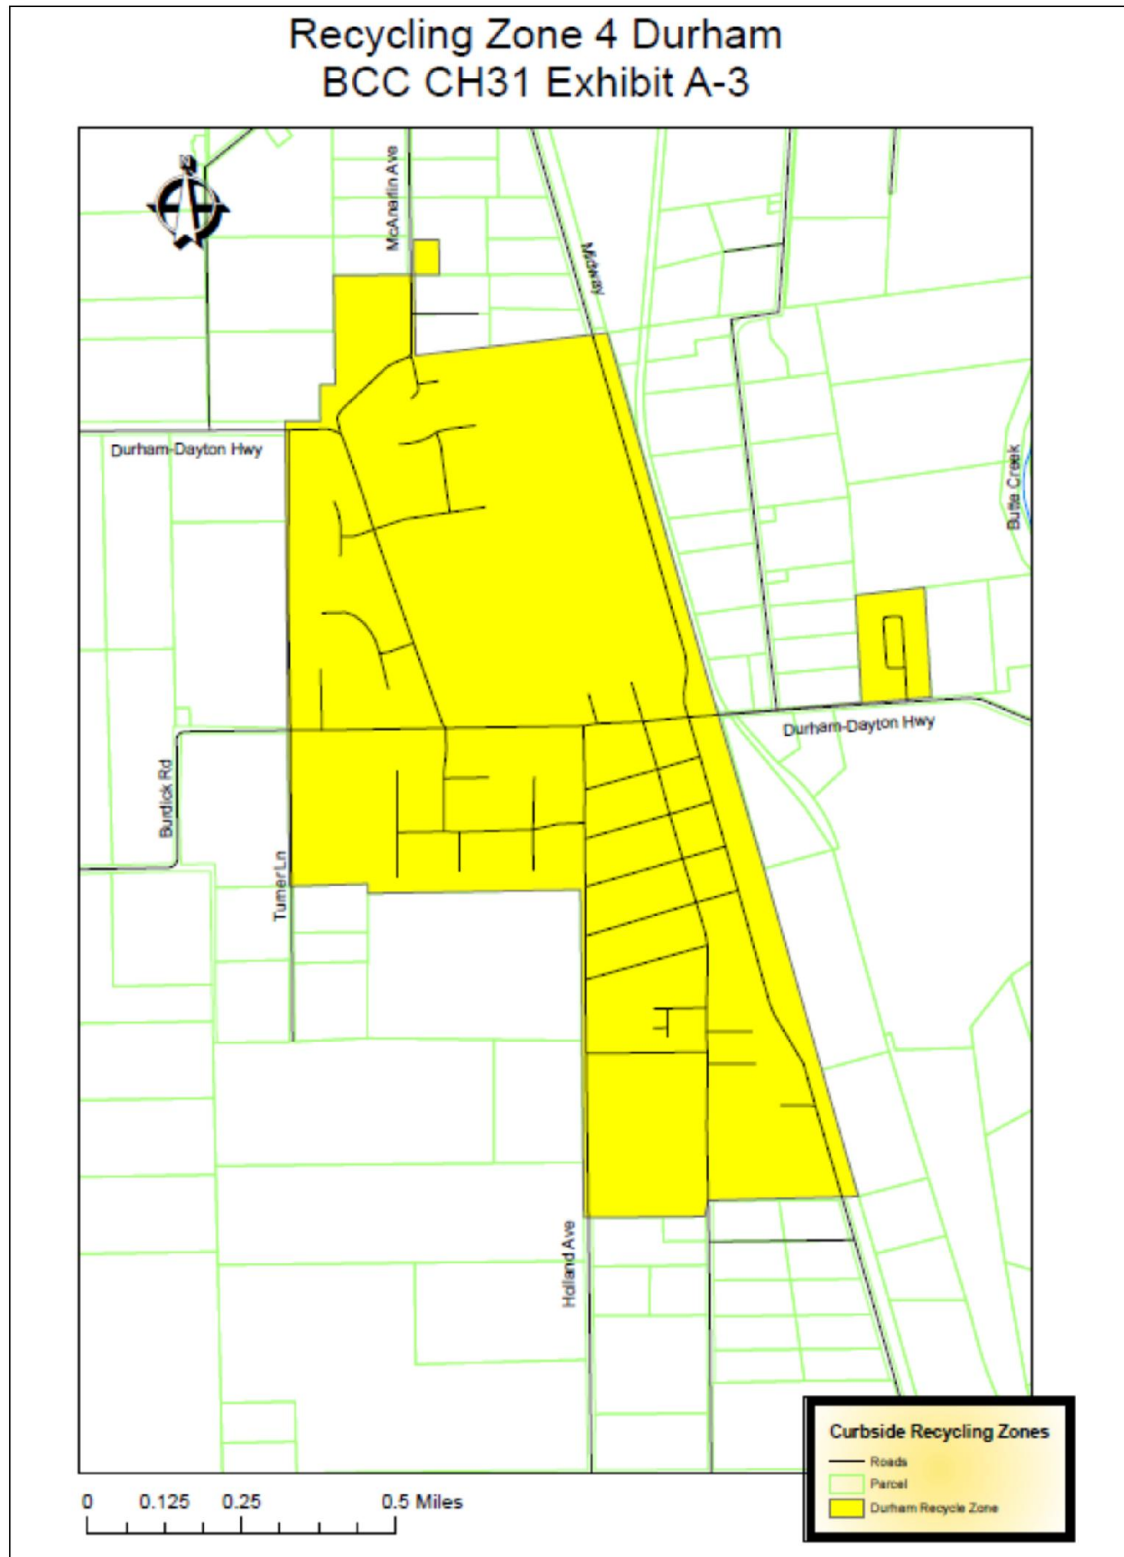 Recycling Zone 4 Durham
BCC CH31 Exhibit A-3
McAnarlin Ave
Midway
Durham-Dayton Hwy
Butte Creek
Durham-Dayton Hwy
Burdick Rd
Turner Ln
Holland Ave
Curbside Recycling Zones
Roads
Parcel
Durham Recycle Zone
0 0.125 0.25 0.5 Miles